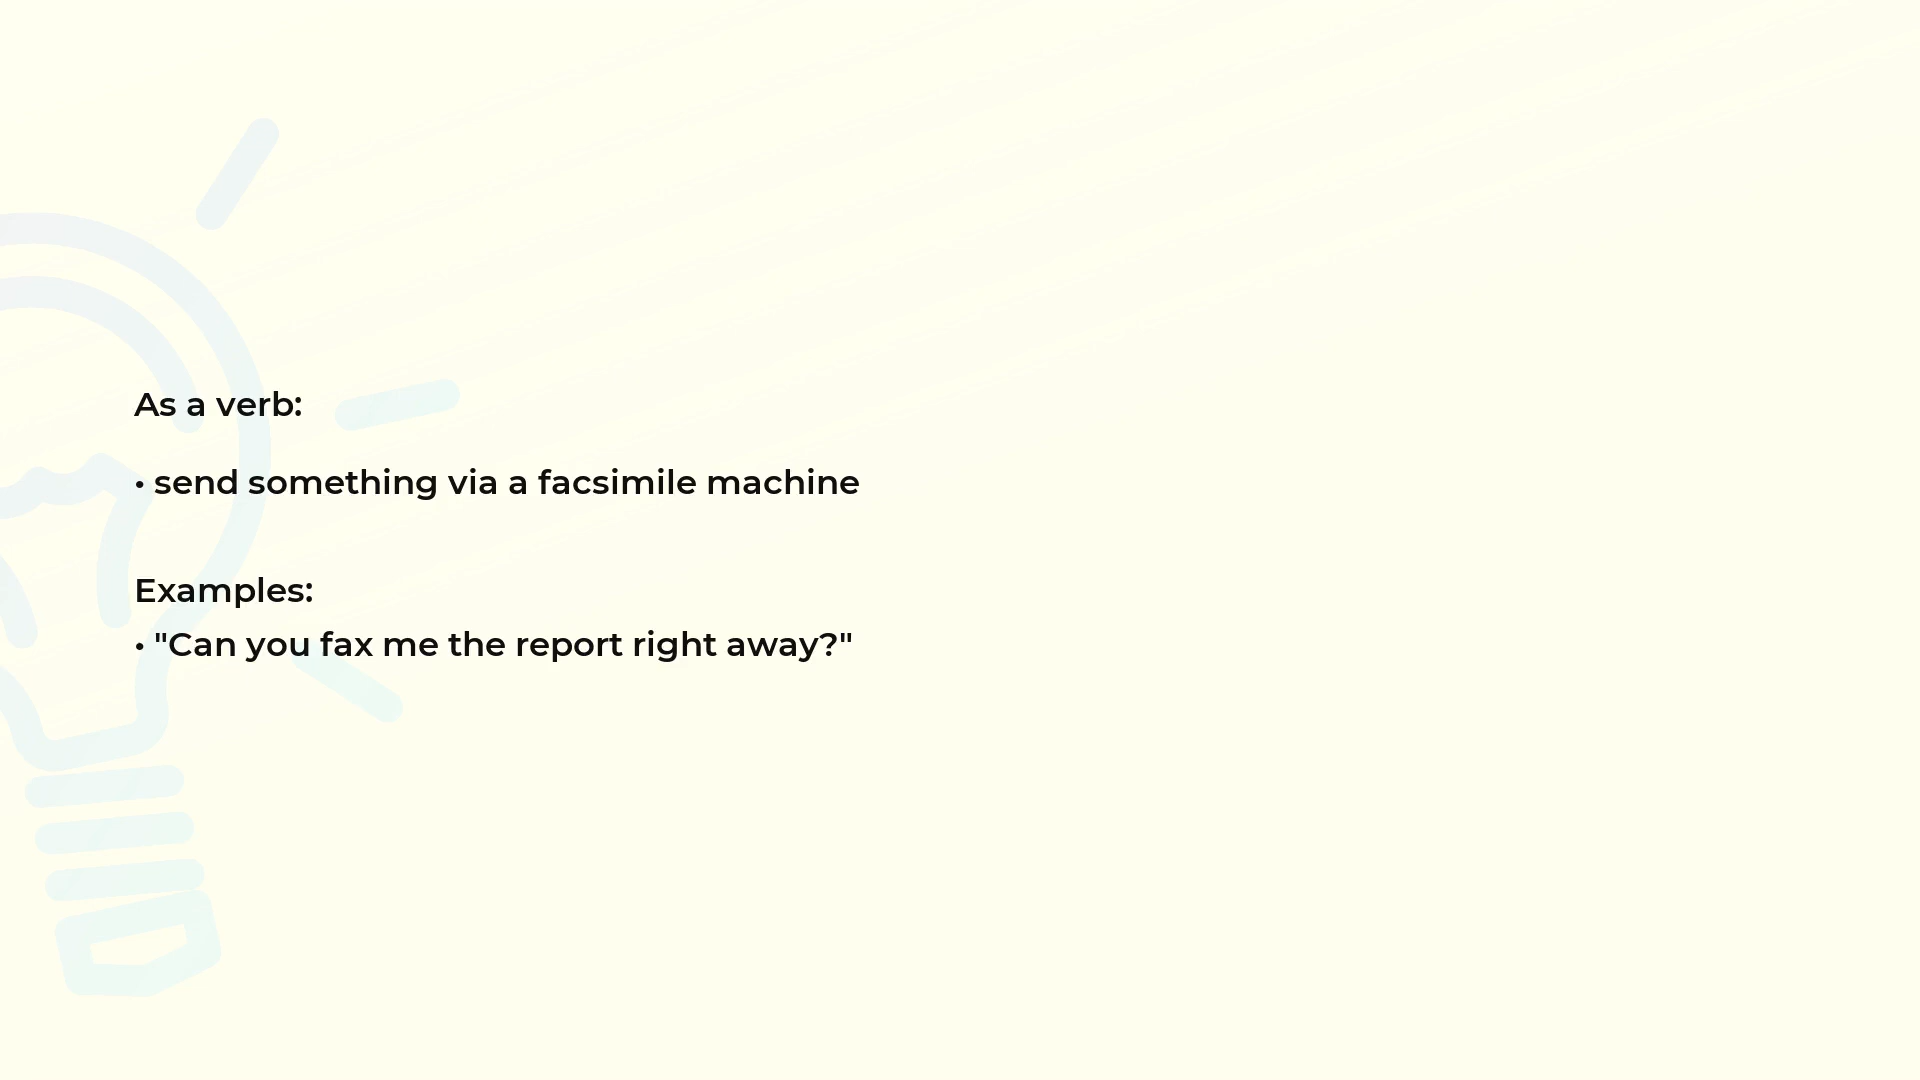 As a verb:
• send something via a facsimile machine
Examples:
• "Can you fax me the report right away?"